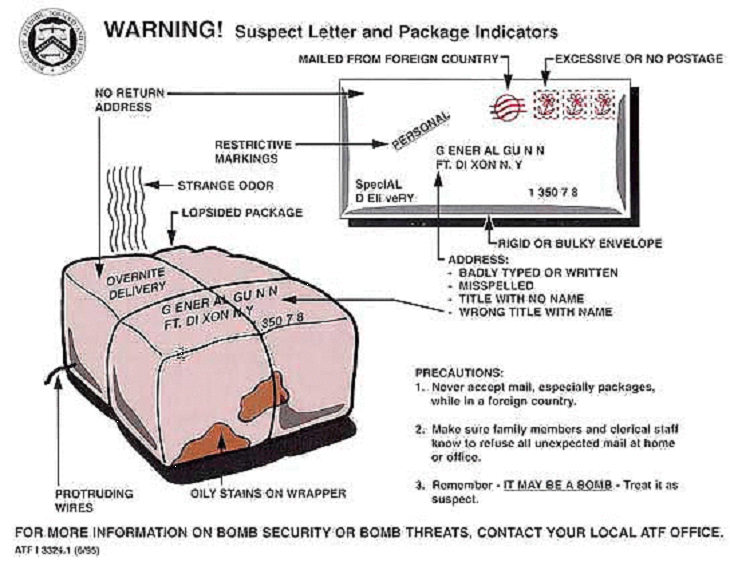 WARNING! Suspect Letter and Package Indicators
MAILED FROM FOREIGN COUNTRY
EXCESSIVE OR NO POSTAGE
NO RETURN
ADDRESS
RESTRICTIVE
MARKINGS
PERSONAL
G ENER AL GU N N
FT. DI XON N. Y
SpeciAL
D Eli veRY:
1 350 7 8
STRANGE ODOR
LOPSIDED PACKAGE
RIGID OR BULKY ENVELOPE
ADDRESS:
- BADLY TYPED OR WRITTEN
- MISSPELLED
- TITLE WITH NO NAME
- WRONG TITLE WITH NAME
OVERNITE
DELIVERY
G ENER AL GU N N
FT. DI XON N Y
1 350 7 8
PRECAUTIONS:
1. Never accept mail, especially packages,
while in a foreign country.
2. Make sure family members and clerical staff
know to refuse all unexpected mail at home
or office.
3. Remember - IT MAY BE A BOMB - Treat it as
suspect.
PROTRUDING
WIRES
OILY STAINS ON WRAPPER
FOR MORE INFORMATION ON BOMB SECURITY OR BOMB THREATS, CONTACT YOUR LOCAL ATF OFFICE.
ATF I 3324.1 (6/95)